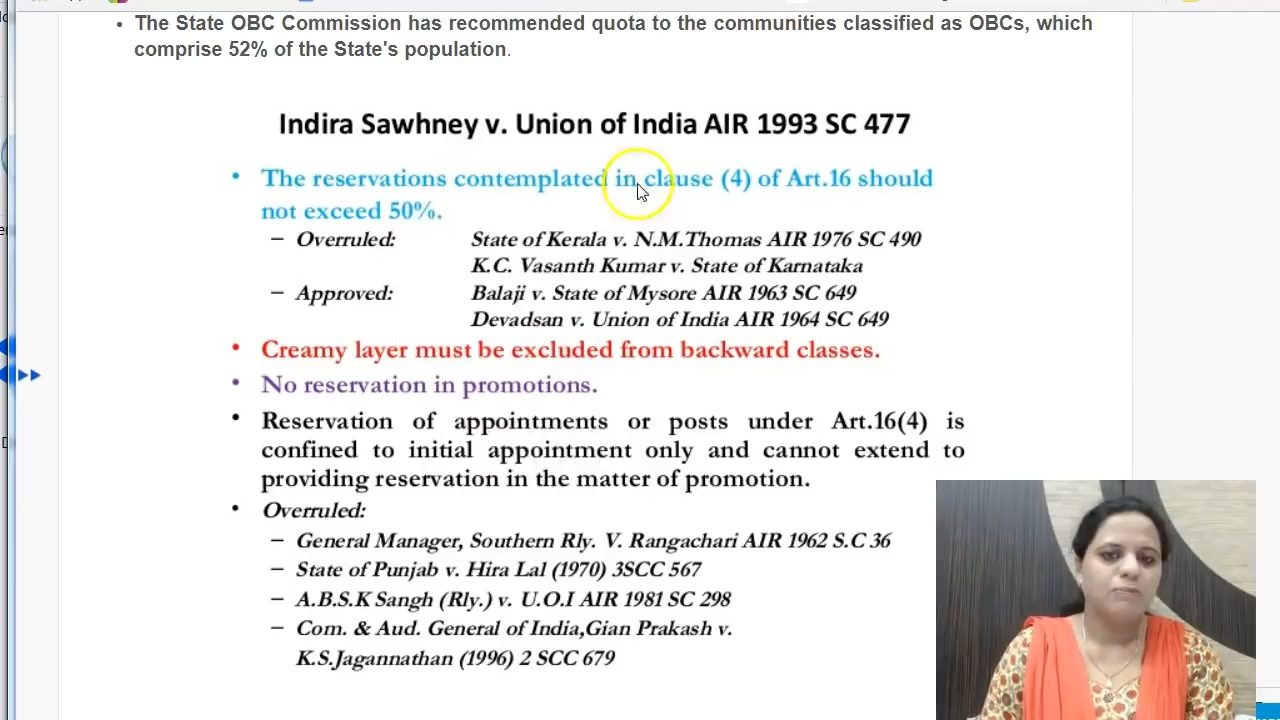 • The State OBC Commission has recommended quota to the communities classified as OBCs, which
comprise 52% of the State's population.
Indira Sawhney v. Union of India AIR 1993 SC 477
• The reservations contemplated in clause (4) of Art.16 should
not exceed 50%.
– Overruled: State of Kerala v. N.M.Thomas AIR 1976 SC 490
K.C. Vasanth Kumar v. State of Karnataka
– Approved: Balaji v. State of Mysore AIR 1963 SC 649
Devadsan v. Union of India AIR 1964 SC 649
• Creamy layer must be excluded from backward classes.
• No reservation in promotions.
• Reservation of appointments or posts under Art.16(4) is
confined to initial appointment only and cannot extend to
providing reservation in the matter of promotion.
• Overruled:
– General Manager, Southern Rly. V. Rangachari AIR 1962 S.C 36
– State of Punjab v. Hira Lal (1970) 3SCC 567
– A.B.S.K Sangh (Rly.) v. U.O.I AIR 1981 SC 298
– Com. & Aud. General of India,Gian Prakash v.
K.S.Jagannathan (1996) 2 SCC 679